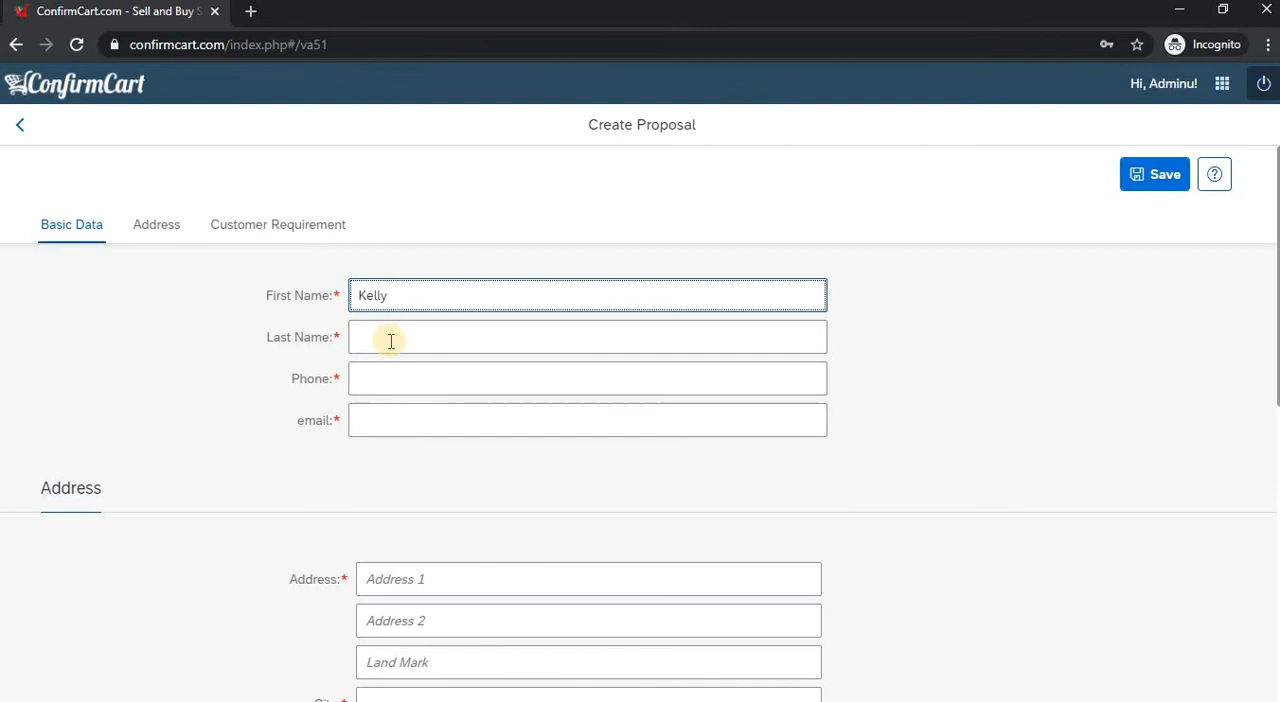 ConfirmCart.com - Sell and Buy S
confirmcart.com/index.php#/va51
Incognito
ConfirmCart
Hi, Adminu!
Create Proposal
Save
Basic Data
Address
Customer Requirement
First Name:*
Kelly
Last Name:*
Phone:*
email:*
Address
Address:*
Address 1
Address 2
Land Mark